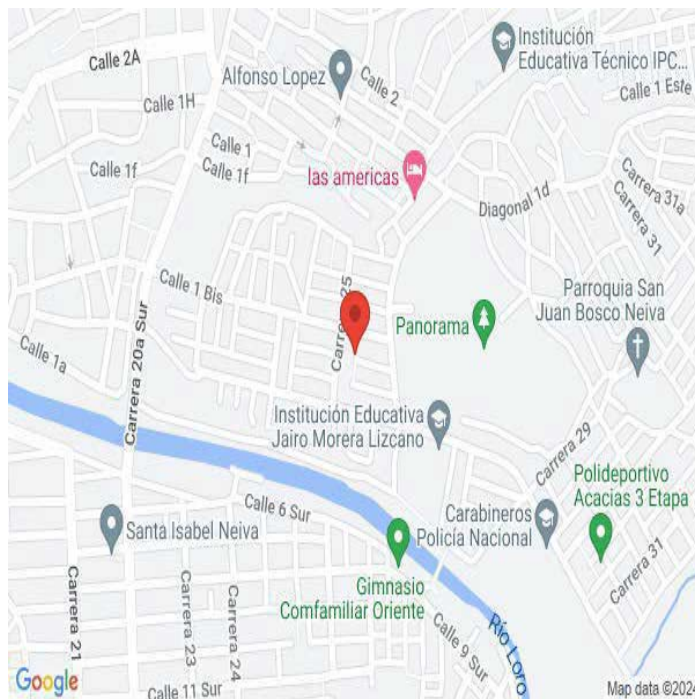 Institución
Educativa Técnico IPC...
Calle 2A
Alfonso Lopez
Calle 2
Calle 1 Este
Calle 1H
Calle 1
Calle 1f
Calle 1f
las americas
Diagonal 1d
Carrera 31a
Carrera 31
Calle 1 Bis
Carrera 25
Parroquia San
Juan Bosco Neiva
Panorama
Calle 1a
Carrera 20a Sur
Institución Educativa
Jairo Morera Lizcano
Carrera 29
Polideportivo
Acacias 3 Etapa
Calle 6 Sur
Carabineros
Policía Nacional
Santa Isabel Neiva
Carrera 31
Gimnasio
Comfamiliar Oriente
Carrera 21
Carrera 23
Carrera 24
Calle 9 Sur
Río Loro
Calle 11 Sur
Google
Map data ©202